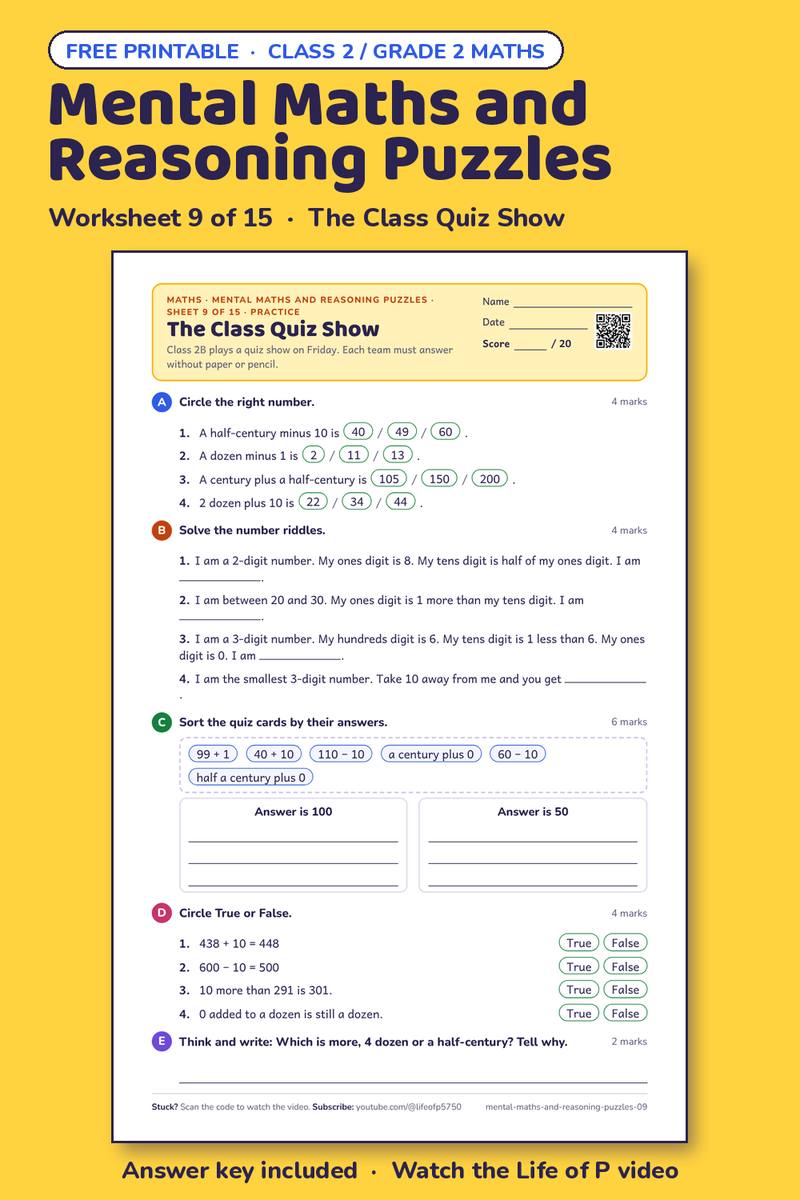 FREE PRINTABLE · CLASS 2 / GRADE 2 MATHS
Mental Maths and
Reasoning Puzzles
Worksheet 9 of 15 · The Class Quiz Show
MATHS · MENTAL MATHS AND REASONING PUZZLES ·
SHEET 9 OF 15 · PRACTICE
The Class Quiz Show
Class 2B plays a quiz show on Friday. Each team must answer
without paper or pencil.
Name ____________
Date ____________
Score ______ / 20
A Circle the right number. 4 marks
1. A half-century minus 10 is 40 / 49 / 60 .
2. A dozen minus 1 is 2 / 11 / 13 .
3. A century plus a half-century is 105 / 150 / 200 .
4. 2 dozen plus 10 is 22 / 34 / 44 .
B Solve the number riddles. 4 marks
1. I am a 2-digit number. My ones digit is 8. My tens digit is half of my ones digit. I am
____________.
2. I am between 20 and 30. My ones digit is 1 more than my tens digit. I am
____________.
3. I am a 3-digit number. My hundreds digit is 6. My tens digit is 1 less than 6. My ones
digit is 0. I am ____________.
4. I am the smallest 3-digit number. Take 10 away from me and you get ____________
.
C Sort the quiz cards by their answers. 6 marks
99 + 1 40 + 10 110 − 10 a century plus 0 60 − 10
half a century plus 0
Answer is 100 Answer is 50
D Circle True or False. 4 marks
1. 438 + 10 = 448 True False
2. 600 − 10 = 500 True False
3. 10 more than 291 is 301. True False
4. 0 added to a dozen is still a dozen. True False
E Think and write: Which is more, 4 dozen or a half-century? Tell why. 2 marks
Stuck? Scan the code to watch the video. Subscribe: youtube.com/@lifeofp5750 mental-maths-and-reasoning-puzzles-09
Answer key included · Watch the Life of P video